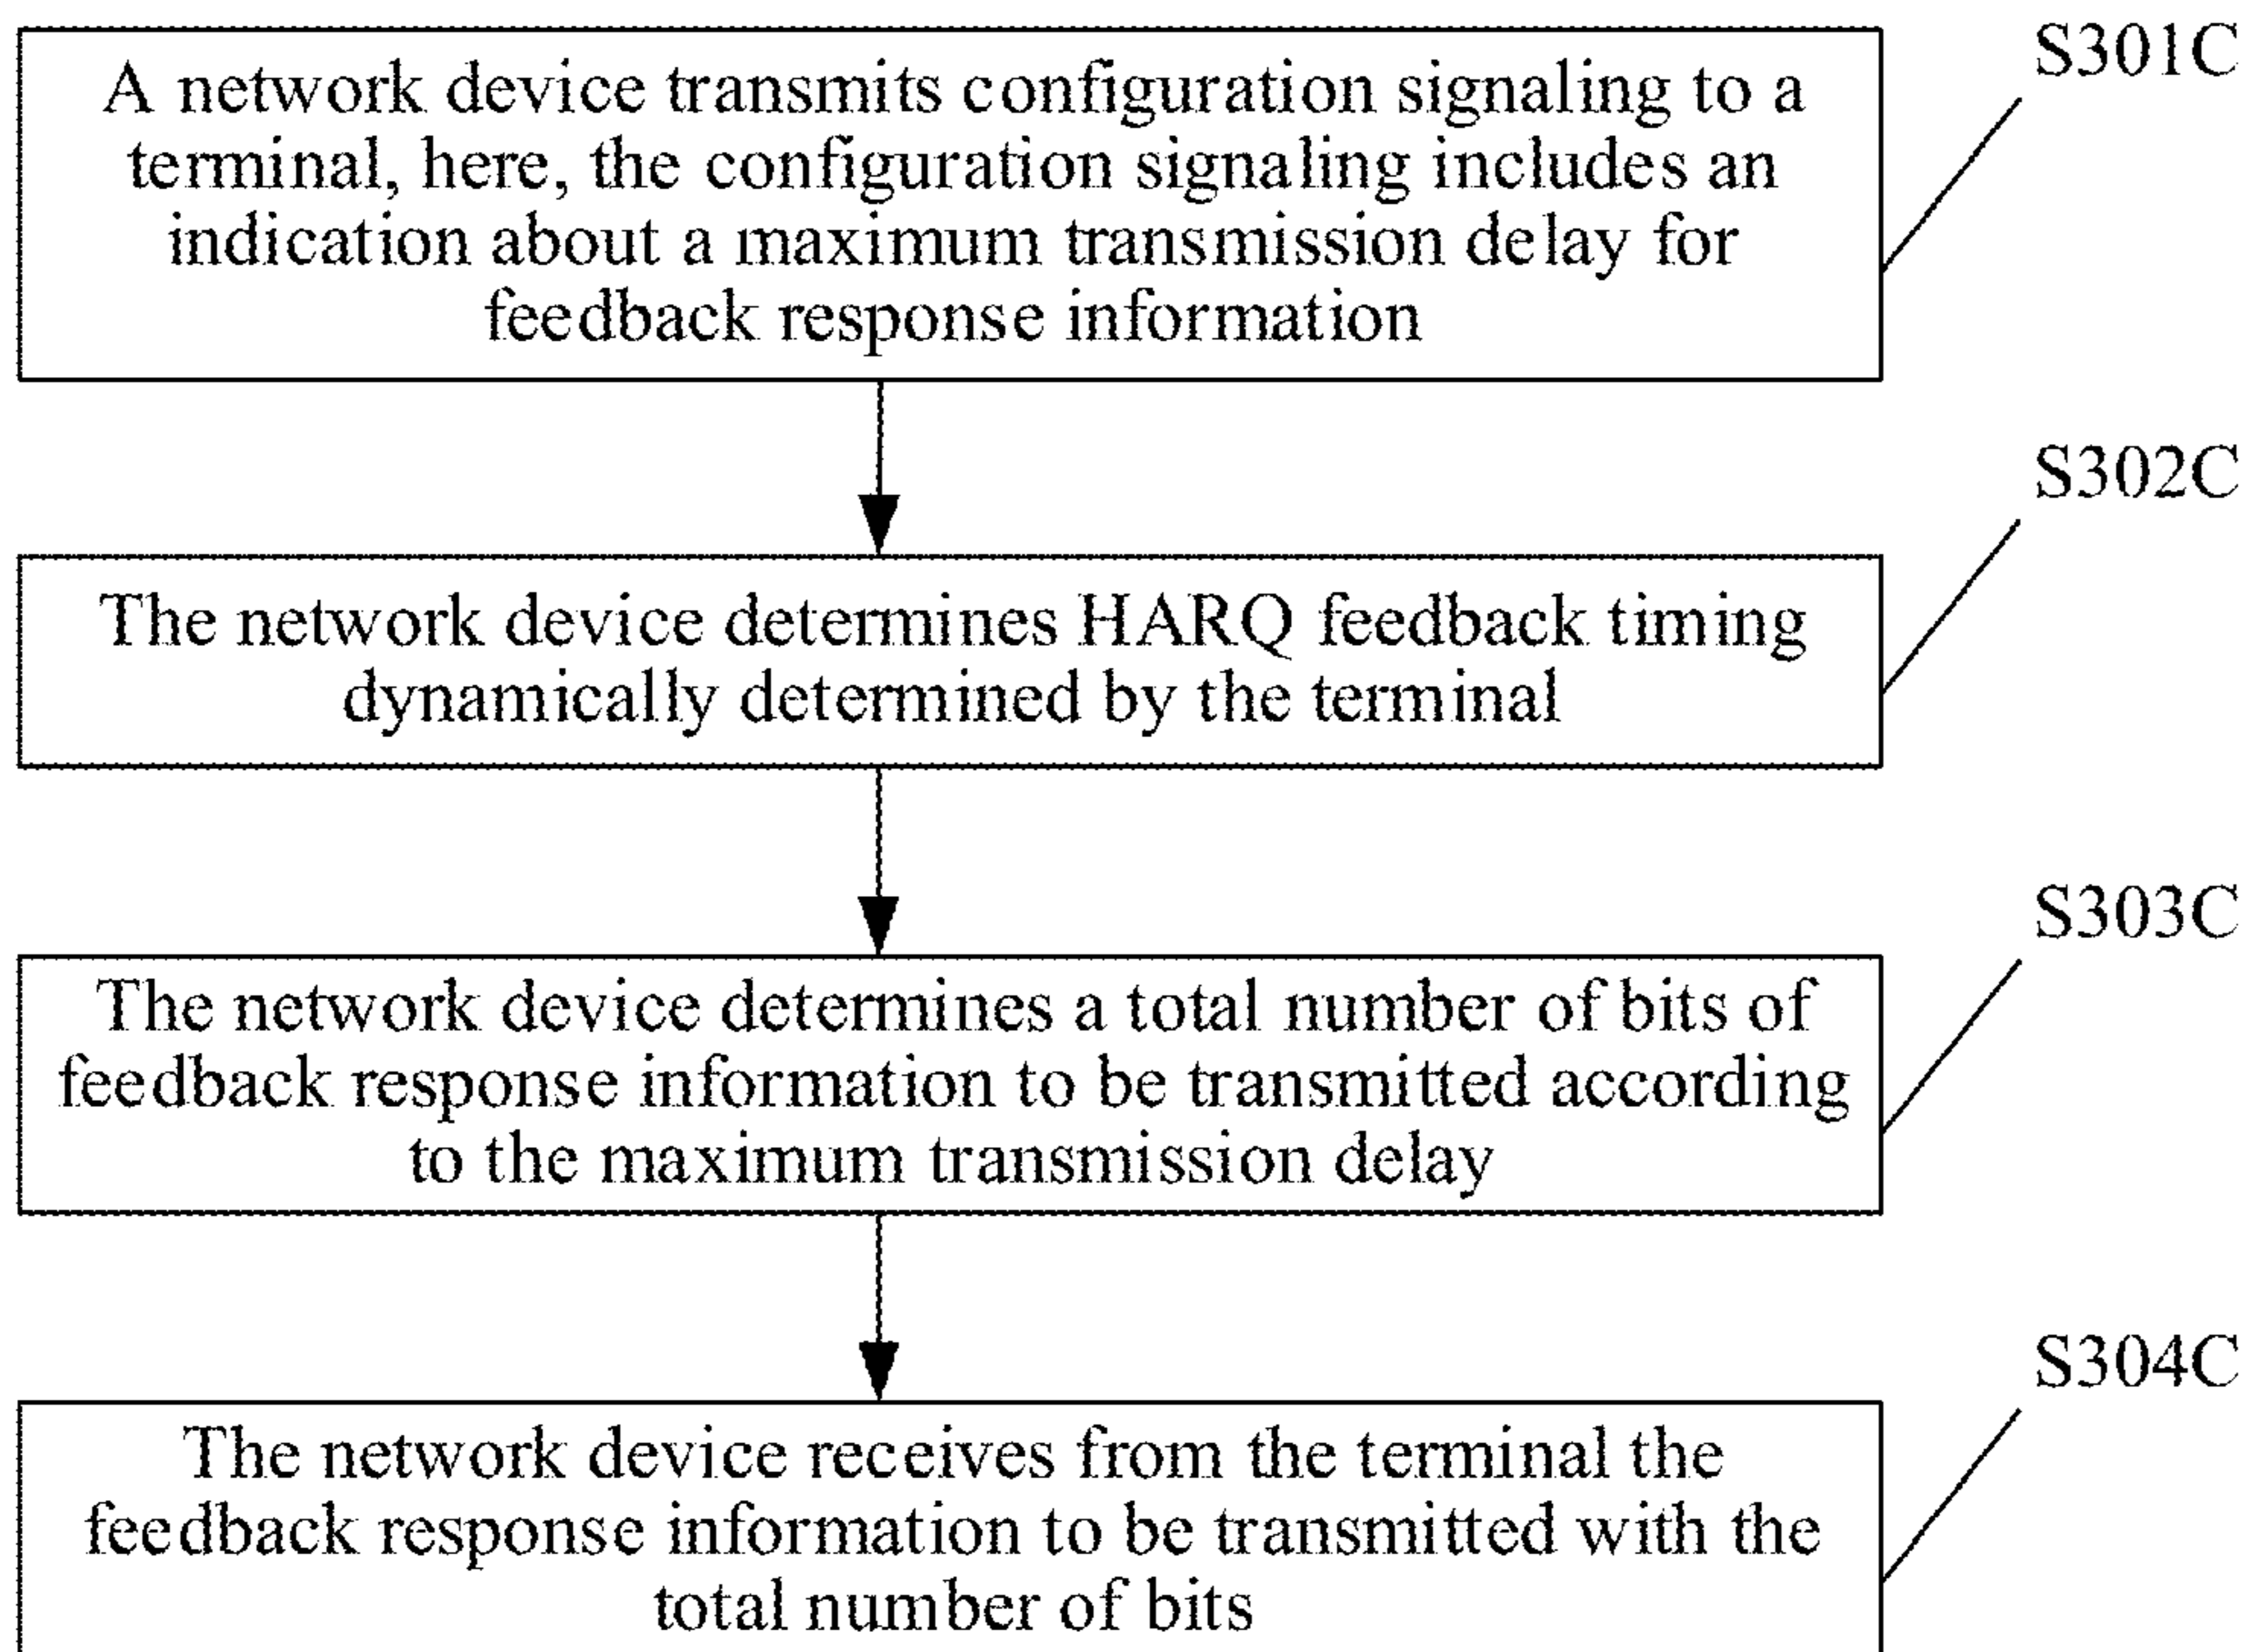 S301C
A network device transmits configuration signaling to a
terminal, here, the configuration signaling includes an
indication about a maximum transmission delay for
feedback response information
S302C
The network device determines HARQ feedback timing
dynamically determined by the terminal
S303C
The network device determines a total number of bits of
feedback response information to be transmitted according
to the maximum transmission delay
S304C
The network device receives from the terminal the
feedback response information to be transmitted with the
total number of bits